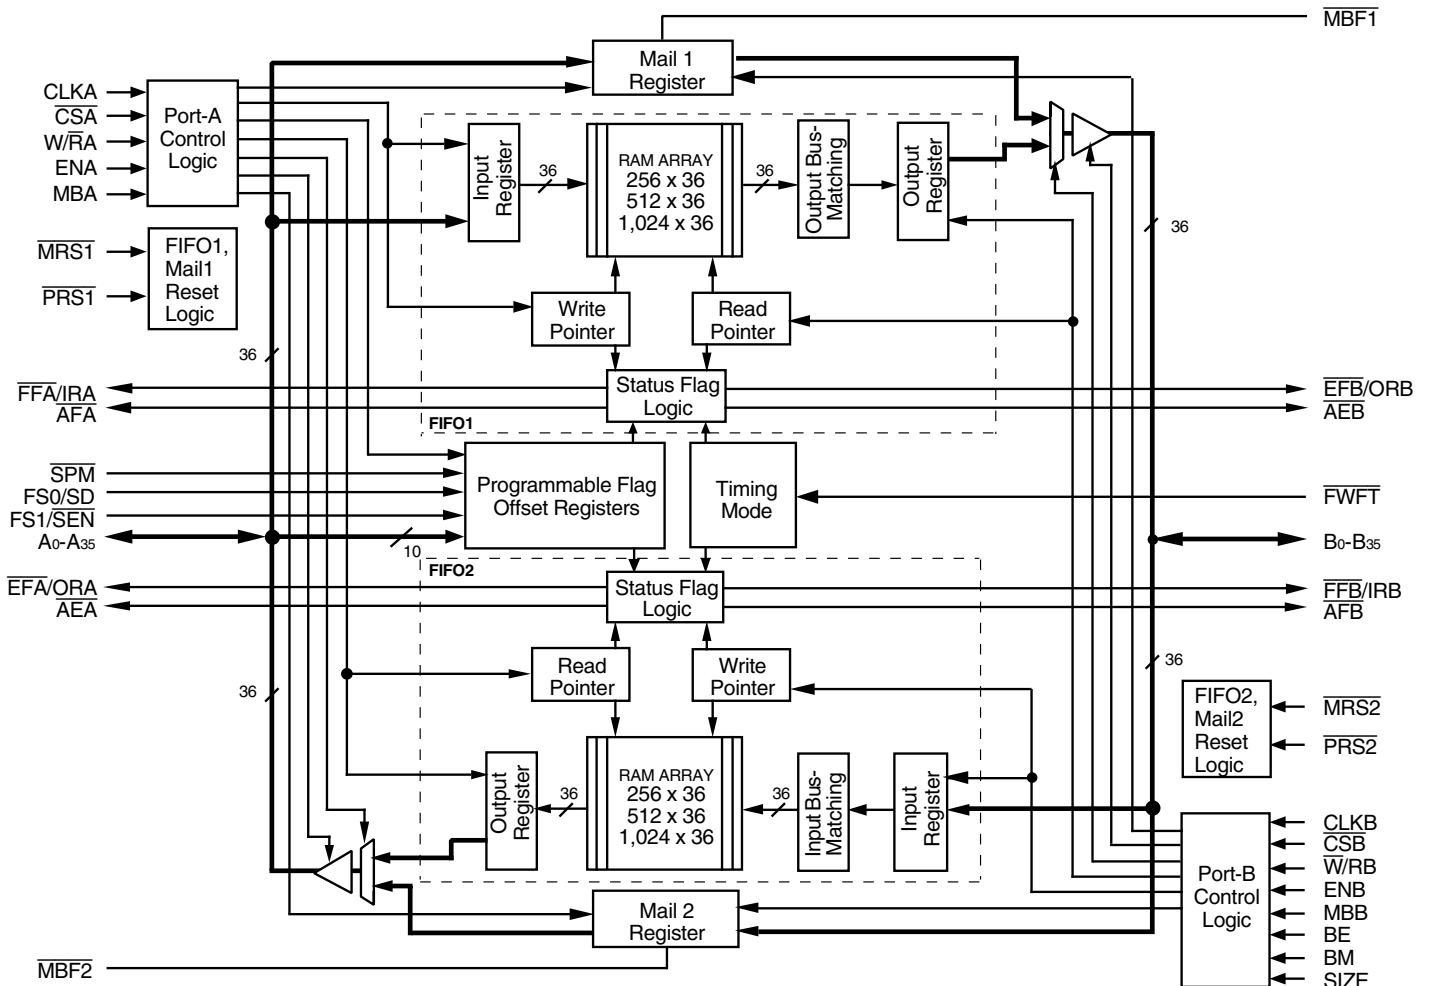 MBF1
Mail 1
Register
CLKA
CSA
W/RA
ENA
MBA
Port-A
Control
Logic
MRS1
PRS1
FIFO1,
Mail1
Reset
Logic
Input
Register
36
RAM ARRAY
256 x 36
512 x 36
1,024 x 36
36
Output Bus-
Matching
Output
Register
36
Write
Pointer
Read
Pointer
36
FFA/IRA
AFA
Status Flag
Logic
EFB/ORB
AEB
FIFO1
SPM
FS0/SD
FS1/SEN
A0-A35
Programmable Flag
Offset Registers
Timing
Mode
FWFT
10
B0-B35
FIFO2
EFA/ORA
AEA
Status Flag
Logic
FFB/IRB
AFB
Read
Pointer
Write
Pointer
36
36
FIFO2,
Mail2
Reset
Logic
MRS2
PRS2
Output
Register
36
RAM ARRAY
256 x 36
512 x 36
1,024 x 36
36
Input Bus-
Matching
Input
Register
Port-B
Control
Logic
CLKB
CSB
W/RB
ENB
MBB
BE
BM
SIZE
Mail 2
Register
MBF2